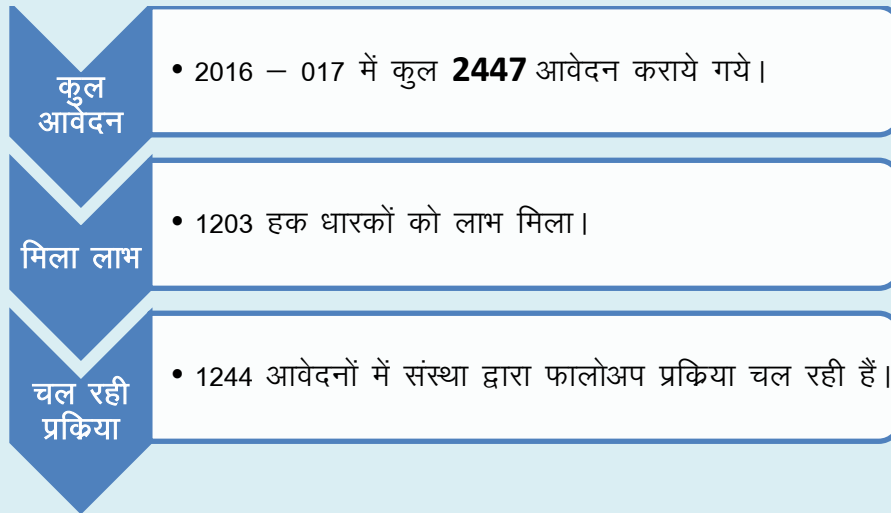 कुल
आवेदन
• 2016 – 017 में कुल 2447 आवेदन कराये गये।
मिला लाभ
• 1203 हक धारकों को लाभ मिला।
चल रही
प्रकिया
• 1244 आवेदनों में संस्था द्वारा फालोअप प्रकिया चल रही हैं।